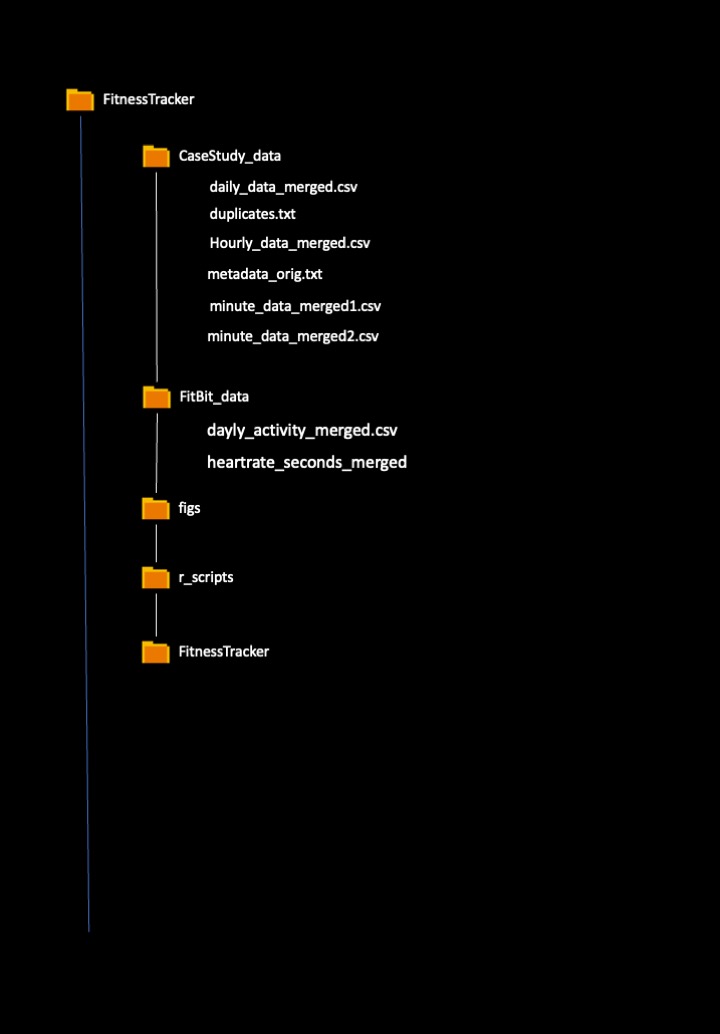 FitnessTracker
CaseStudy_data
daily_data_merged.csv
duplicates.txt
Hourly_data_merged.csv
metadata_orig.txt
minute_data_merged1.csv
minute_data_merged2.csv
FitBit_data
dayly_activity_merged.csv
heartrate_seconds_merged
figs
r_scripts
FitnessTracker